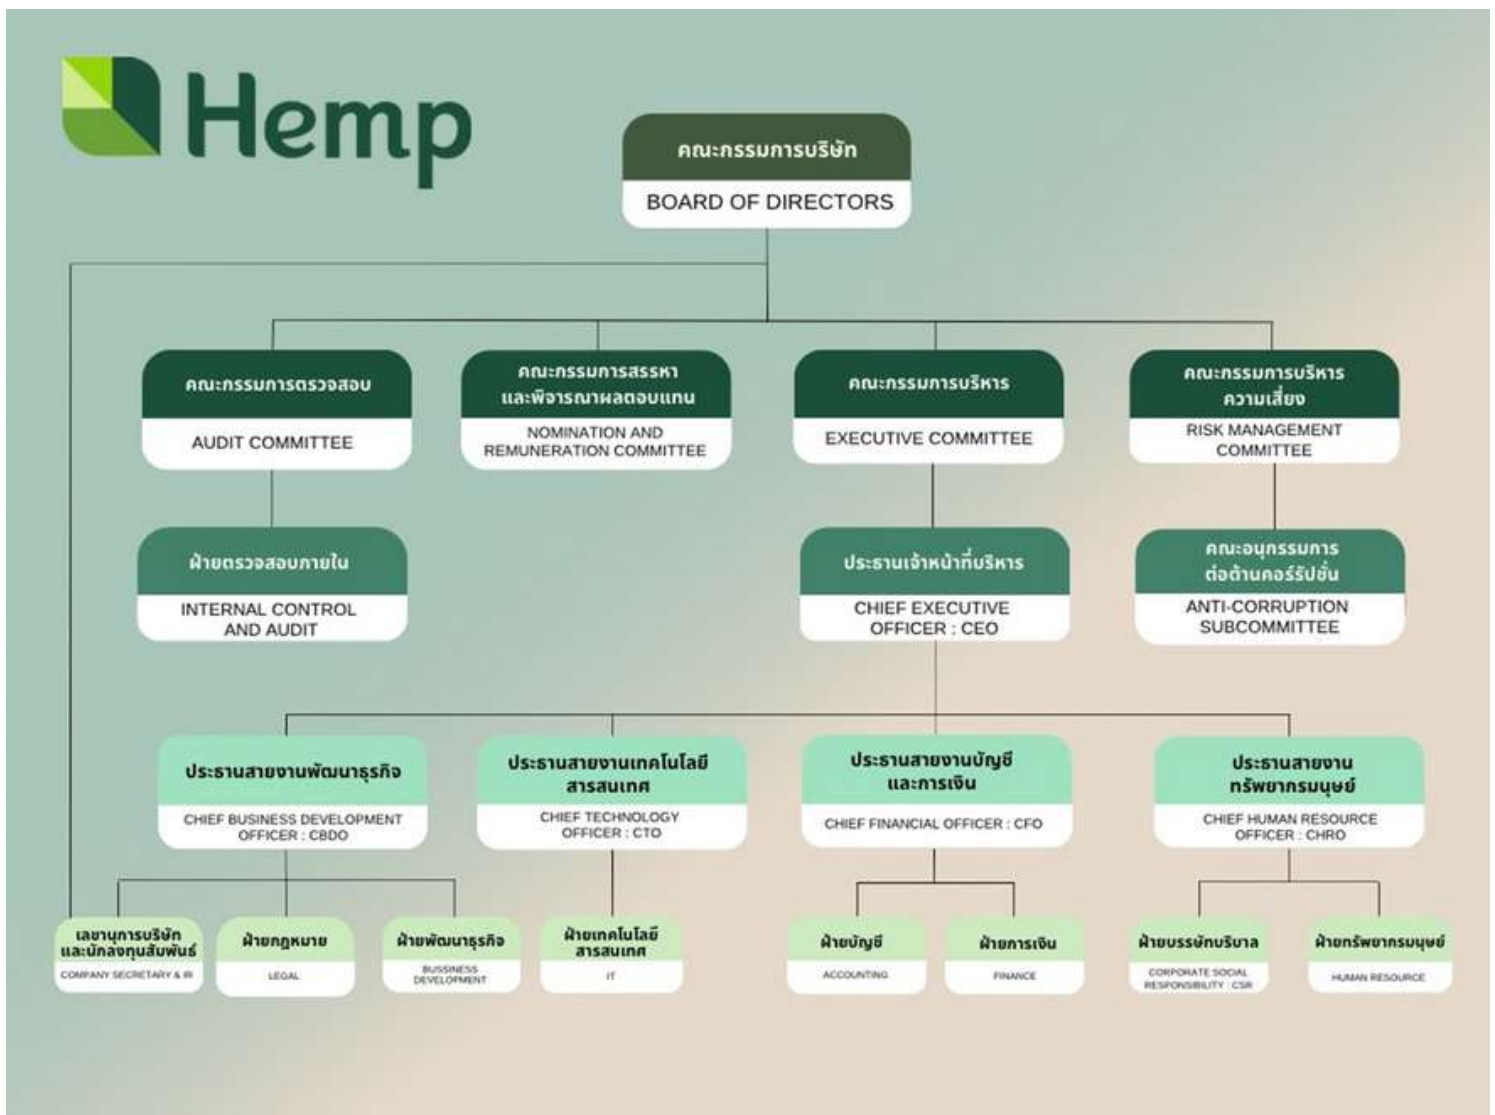 Hemp
คณะกรรมการบริษัท
BOARD OF DIRECTORS
คณะกรรมการตรวจสอบ
AUDIT COMMITTEE
คณะกรรมการสรรหา
และพิจารณาผลตอบแทน
NOMINATION AND
REMUNERATION COMMITTEE
คณะกรรมการบริหาร
EXECUTIVE COMMITTEE
คณะกรรมการบริหาร
ความเสี่ยง
RISK MANAGEMENT
COMMITTEE
ฝ่ายตรวจสอบภายใน
INTERNAL CONTROL
AND AUDIT
ประธานเจ้าหน้าที่บริหาร
CHIEF EXECUTIVE
OFFICER : CEO
คณะอนุกรรมการ
ต่อต้านคอร์รัปชั่น
ANTI-CORRUPTION
SUBCOMMITTEE
ประธานสายงานพัฒนาธุรกิจ
CHIEF BUSINESS DEVELOPMENT
OFFICER : CBDO
ประธานสายงานเทคโนโลยี
สารสนเทศ
CHIEF TECHNOLOGY
OFFICER : CTO
ประธานสายงานบัญชี
และการเงิน
CHIEF FINANCIAL OFFICER : CFO
ประธานสายงาน
ทรัพยากรมนุษย์
CHIEF HUMAN RESOURCE
OFFICER : CHRO
เลขานุการบริษัท
และนักลงทุนสัมพันธ์
COMPANY SECRETARY & IR
ฝ่ายกฎหมาย
LEGAL
ฝ่ายพัฒนาธุรกิจ
BUSSINESS
DEVELOPMENT
ฝ่ายเทคโนโลยี
สารสนเทศ
IT
ฝ่ายบัญชี
ACCOUNTING
ฝ่ายการเงิน
FINANCE
ฝ่ายบรรษัทบริบาล
CORPORATE SOCIAL
RESPONSIBILITY : CSR
ฝ่ายทรัพยากรมนุษย์
HUMAN RESOURCE